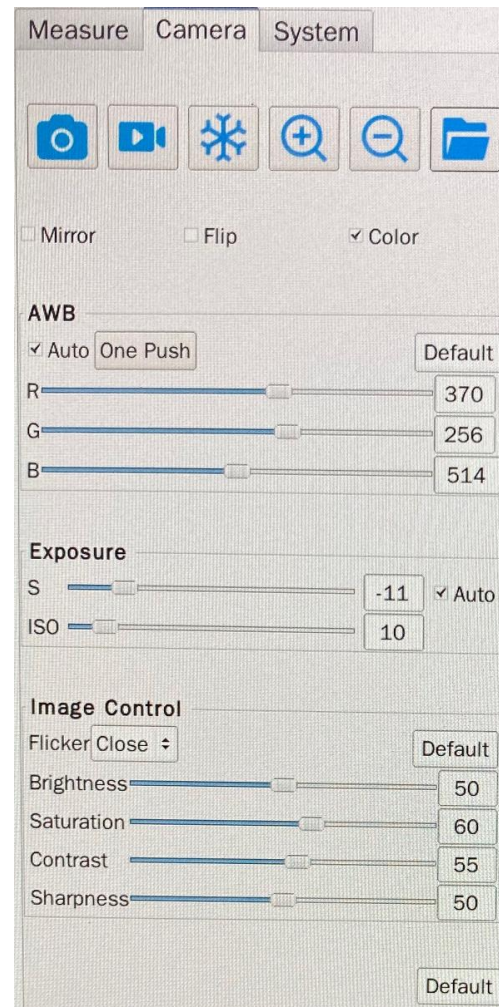 Measure Camera System
Mirror Flip Color
AWB
Auto One Push Default
R 370
G 256
B 514
Exposure
S -11 Auto
ISO 10
Image Control
Flicker Close Default
Brightness 50
Saturation 60
Contrast 55
Sharpness 50
Default